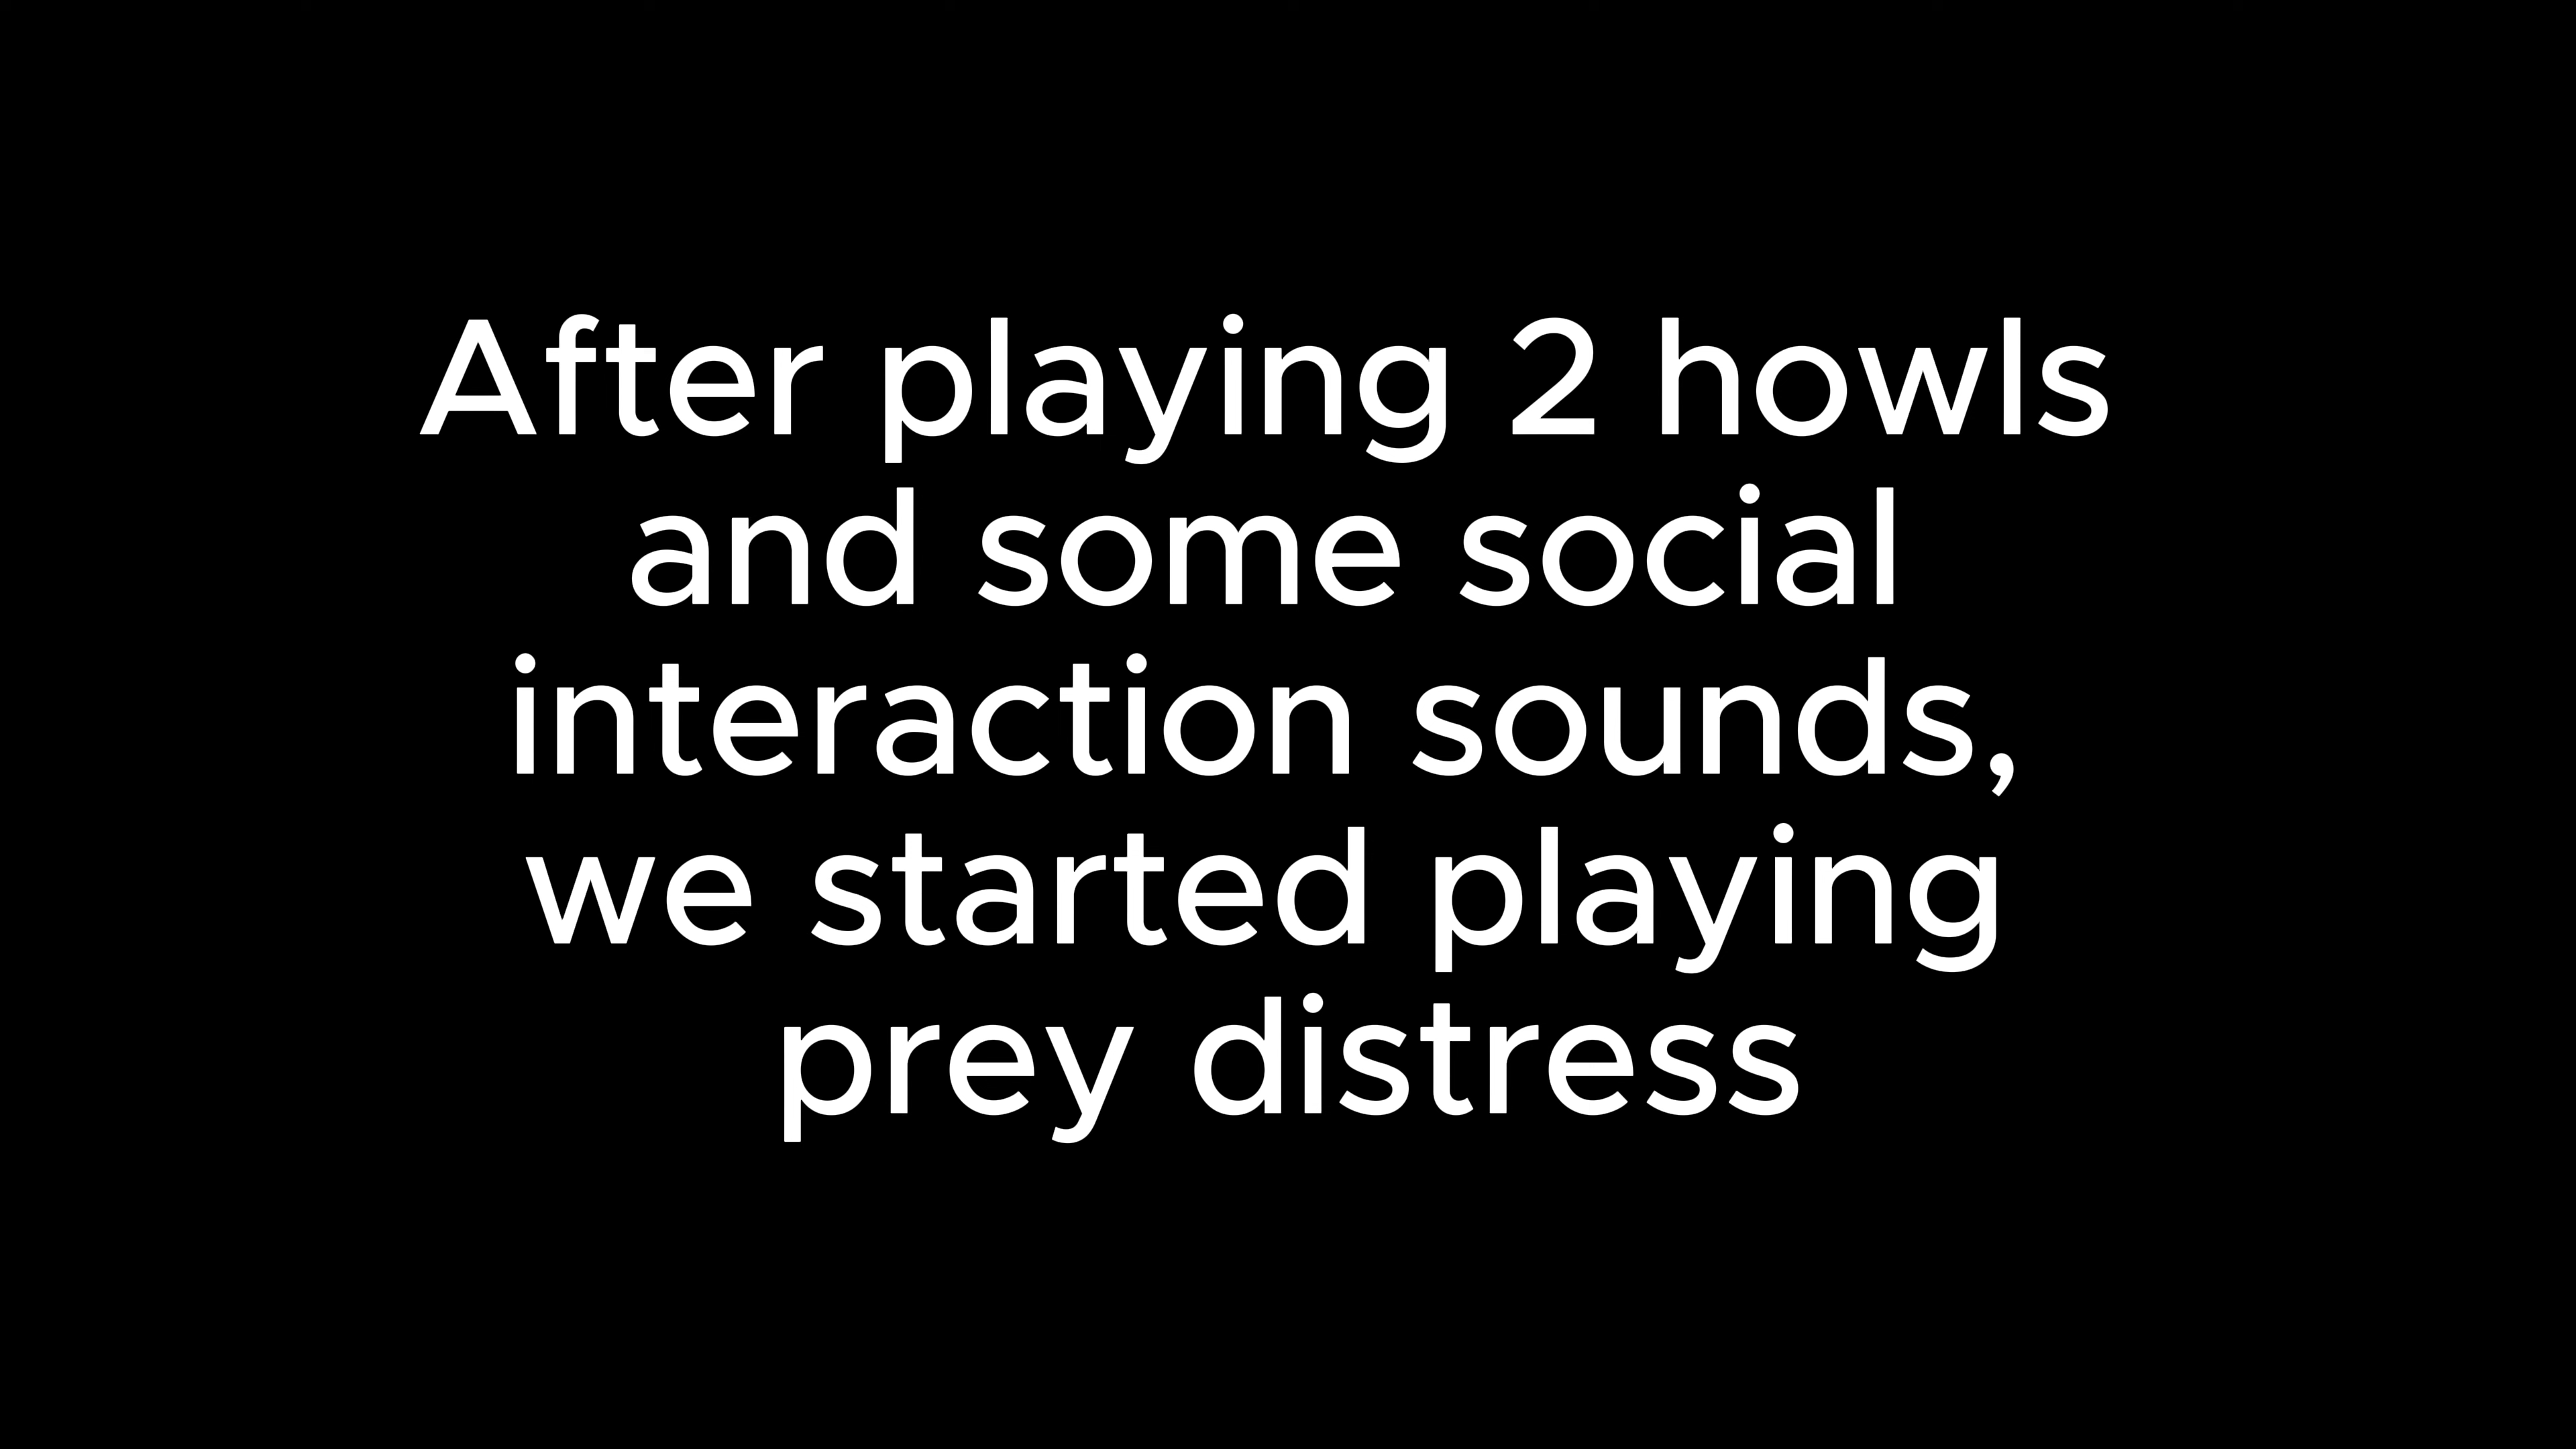 After playing 2 howls
and some social
interaction sounds,
we started playing
prey distress